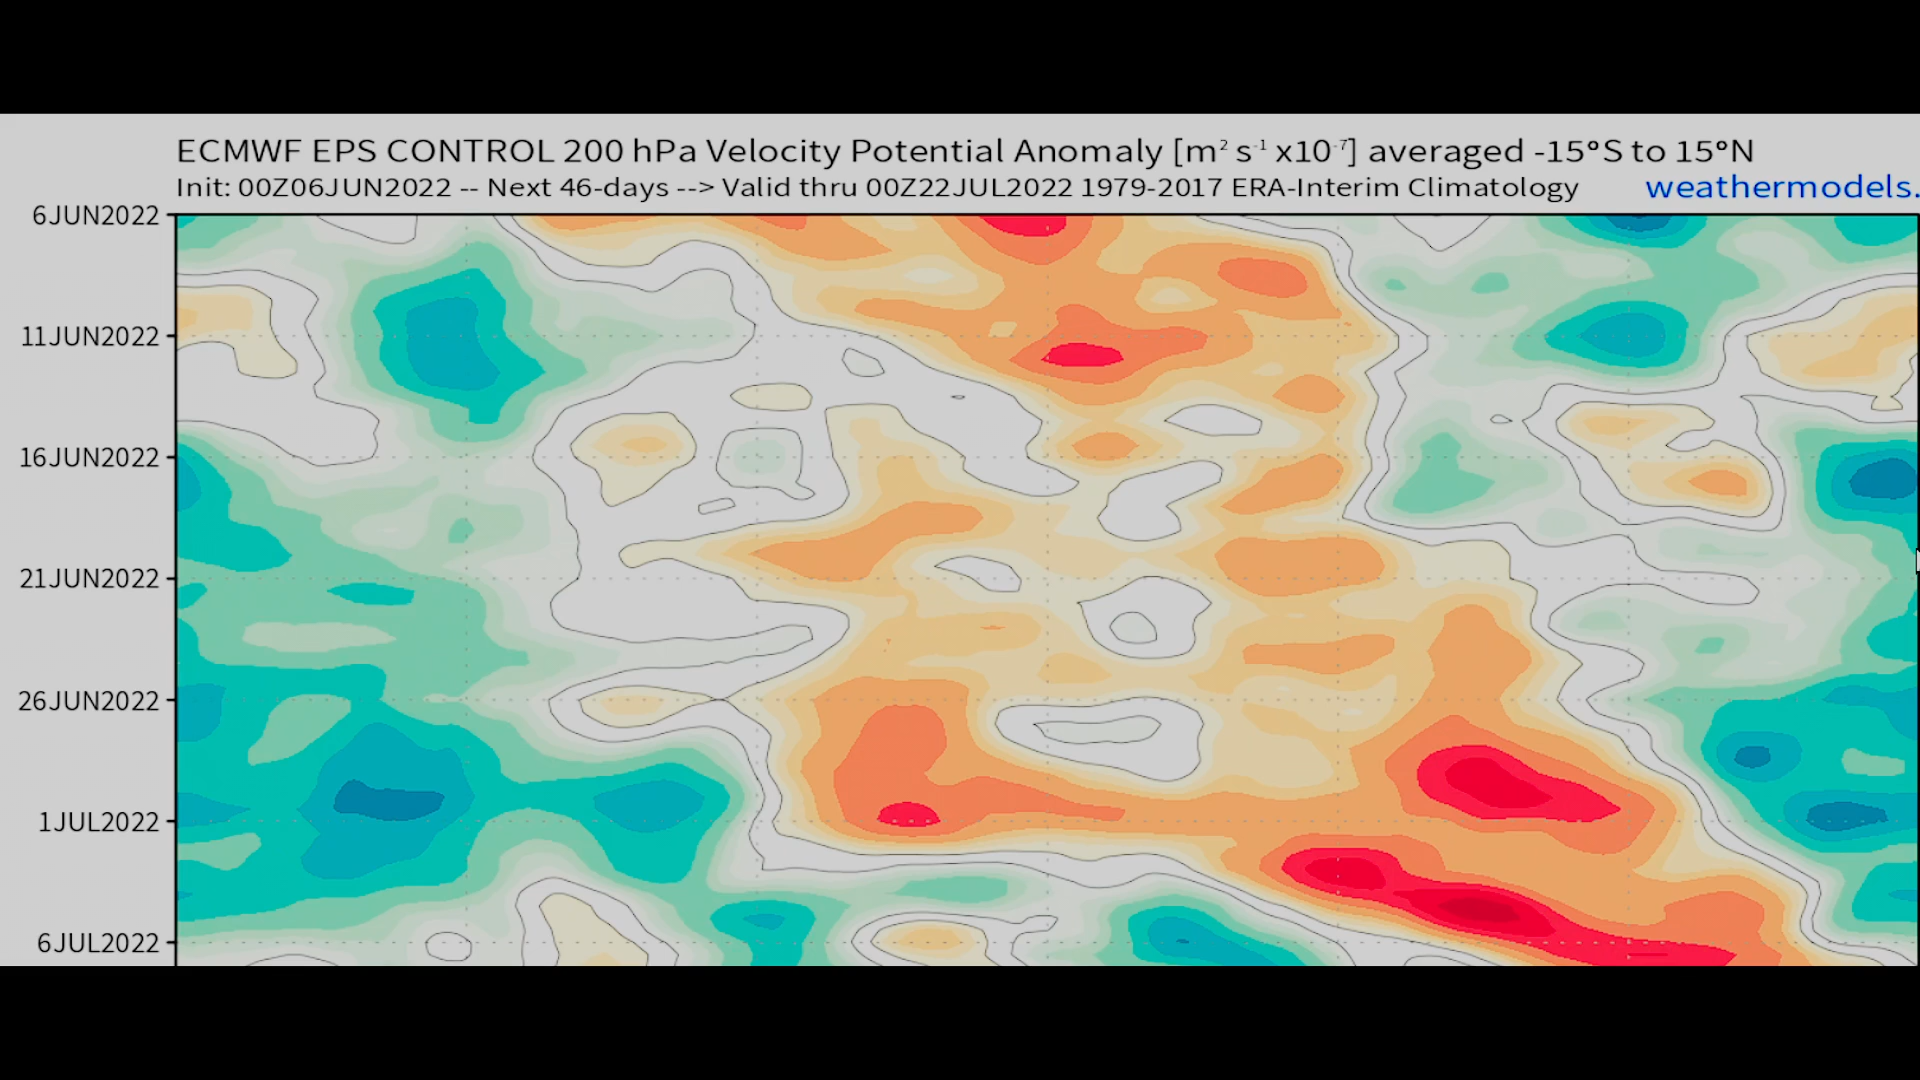 ECMWF EPS CONTROL 200 hPa Velocity Potential Anomaly [m² s⁻¹ x10⁻⁷] averaged -15°S to 15°N
Init: 00Z06JUN2022 -- Next 46-days --> Valid thru 00Z22JUL2022 1979-2017 ERA-Interim Climatology weathermodels.
6JUN2022
11JUN2022
16JUN2022
21JUN2022
26JUN2022
1JUL2022
6JUL2022